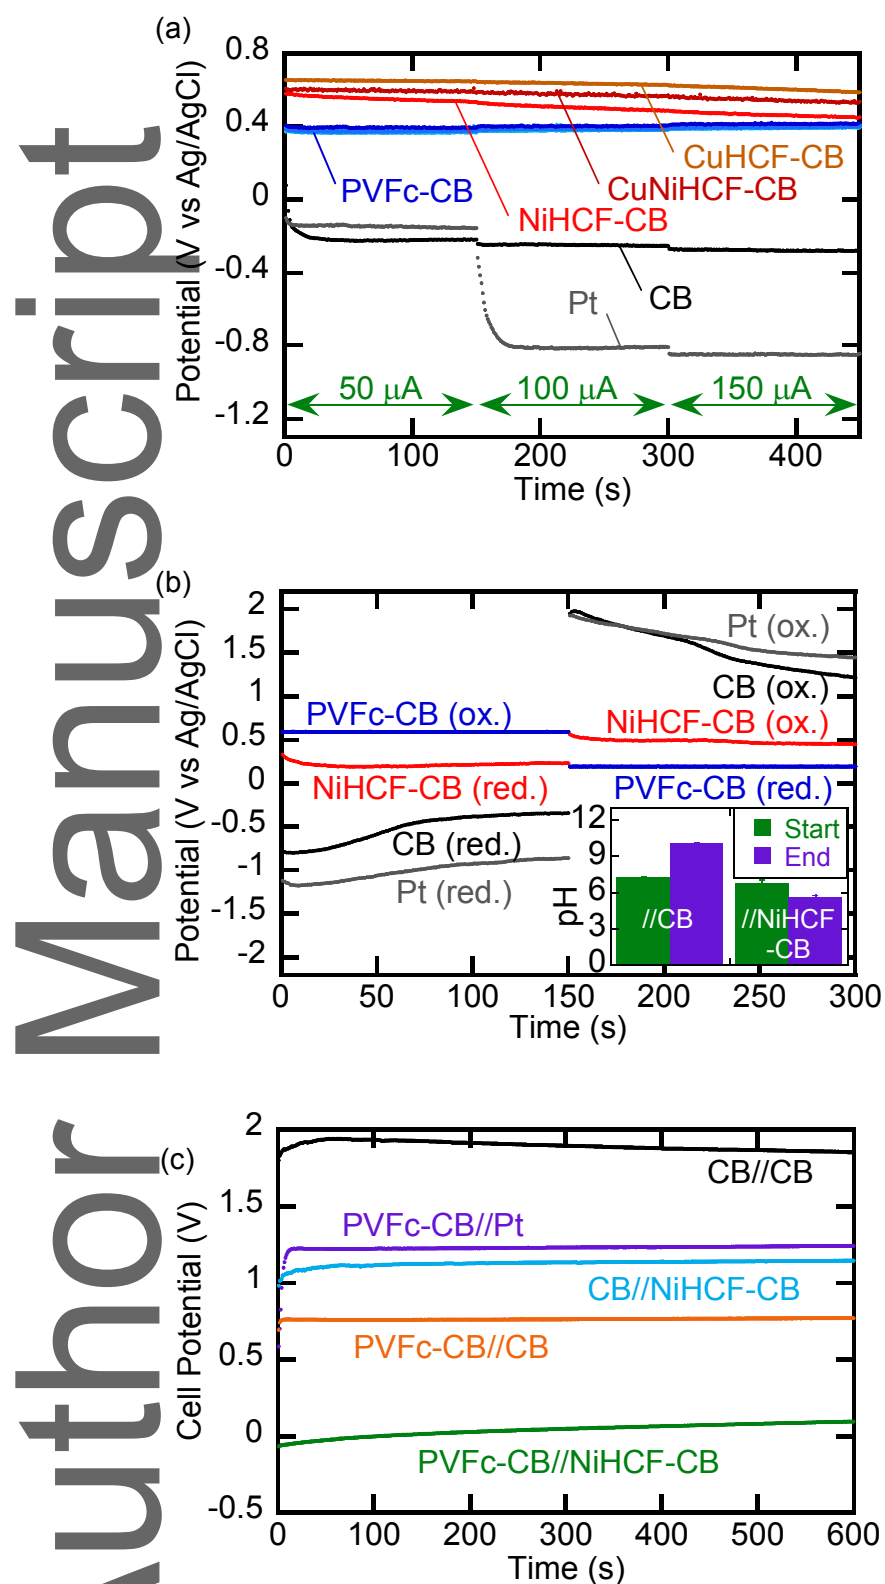 Author Manuscript
(a)
0.8
0.4
0
-0.4
-0.8
-1.2
Potential (V vs Ag/AgCl)
CuHCF-CB
PVFc-CB
CuNiHCF-CB
NiHCF-CB
CB
Pt
50 μA
100 μA
150 μA
0
100
200
300
400
Time (s)
(b)
2
1.5
1
0.5
0
-0.5
-1
-1.5
-2
Potential (V vs Ag/AgCl)
Pt (ox.)
CB (ox.)
PVFc-CB (ox.)
NiHCF-CB (ox.)
NiHCF-CB (red.)
PVFc-CB (red.)
CB (red.)
Pt (red.)
12
9
6
3
0
pH
Start
End
//CB
//NiHCF
-CB
0
50
100
150
200
250
300
Time (s)
(c)
2
1.5
1
0.5
0
-0.5
Cell Potential (V)
CB//CB
PVFc-CB//Pt
CB//NiHCF-CB
PVFc-CB//CB
PVFc-CB//NiHCF-CB
0
100
200
300
400
500
600
Time (s)